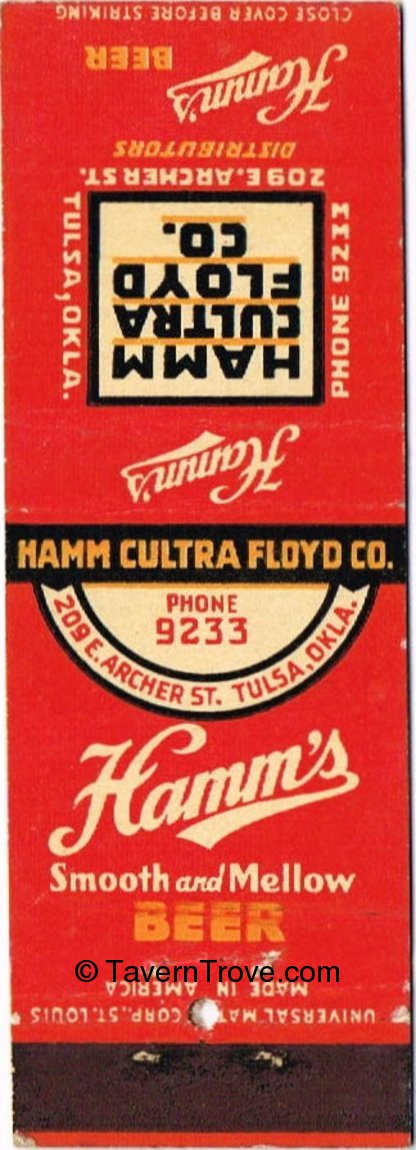 CLOSE COVER BEFORE STRIKING
Hamm's
BEER
DISTRIBUTORS
209 E. ARCHER ST.
TULSA, OKLA.
PHONE 9233
HAMM
CULTRA
FLOYD
CO.
Hamm's
HAMM CULTRA FLOYD CO.
PHONE
9233
209 E. ARCHER ST. TULSA, OKLA.
Hamm's
Smooth and Mellow
BEER
© TavernTrove.com
MADE IN AMERICA
UNIVERSAL MATCH CORP., ST. LOUIS